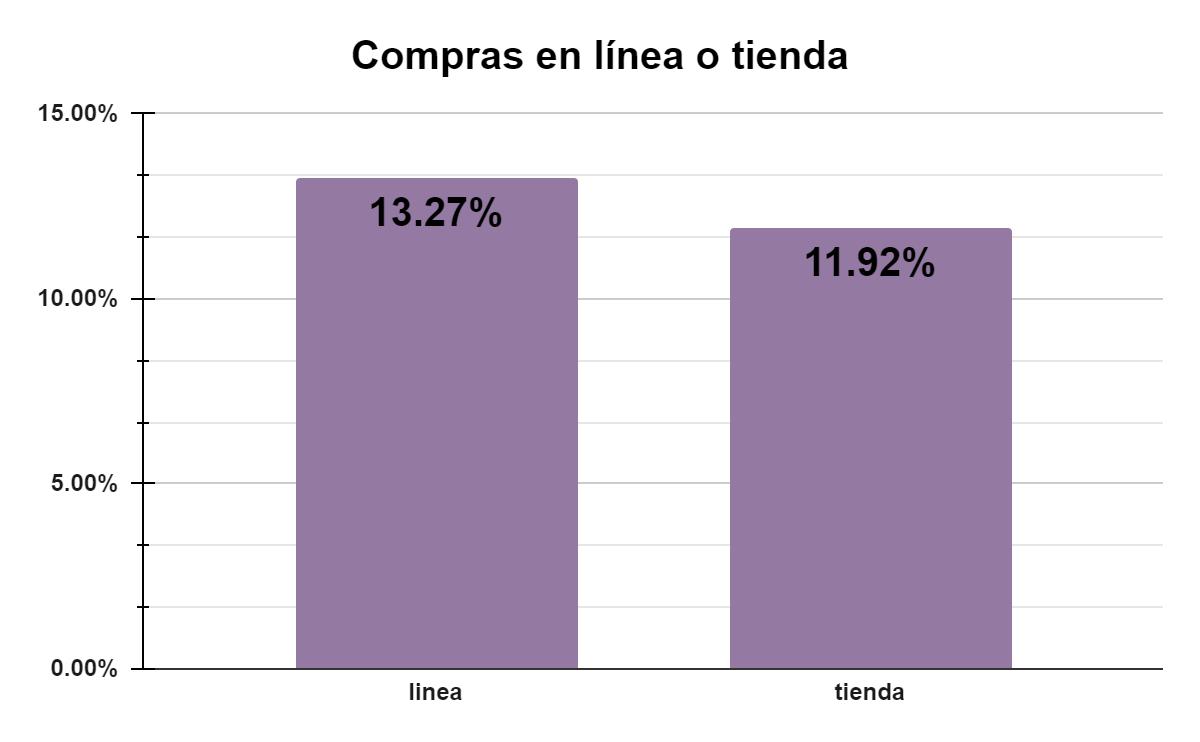 Compras en línea o tienda
15.00%
13.27%
11.92%
10.00%
5.00%
0.00%
linea
tienda